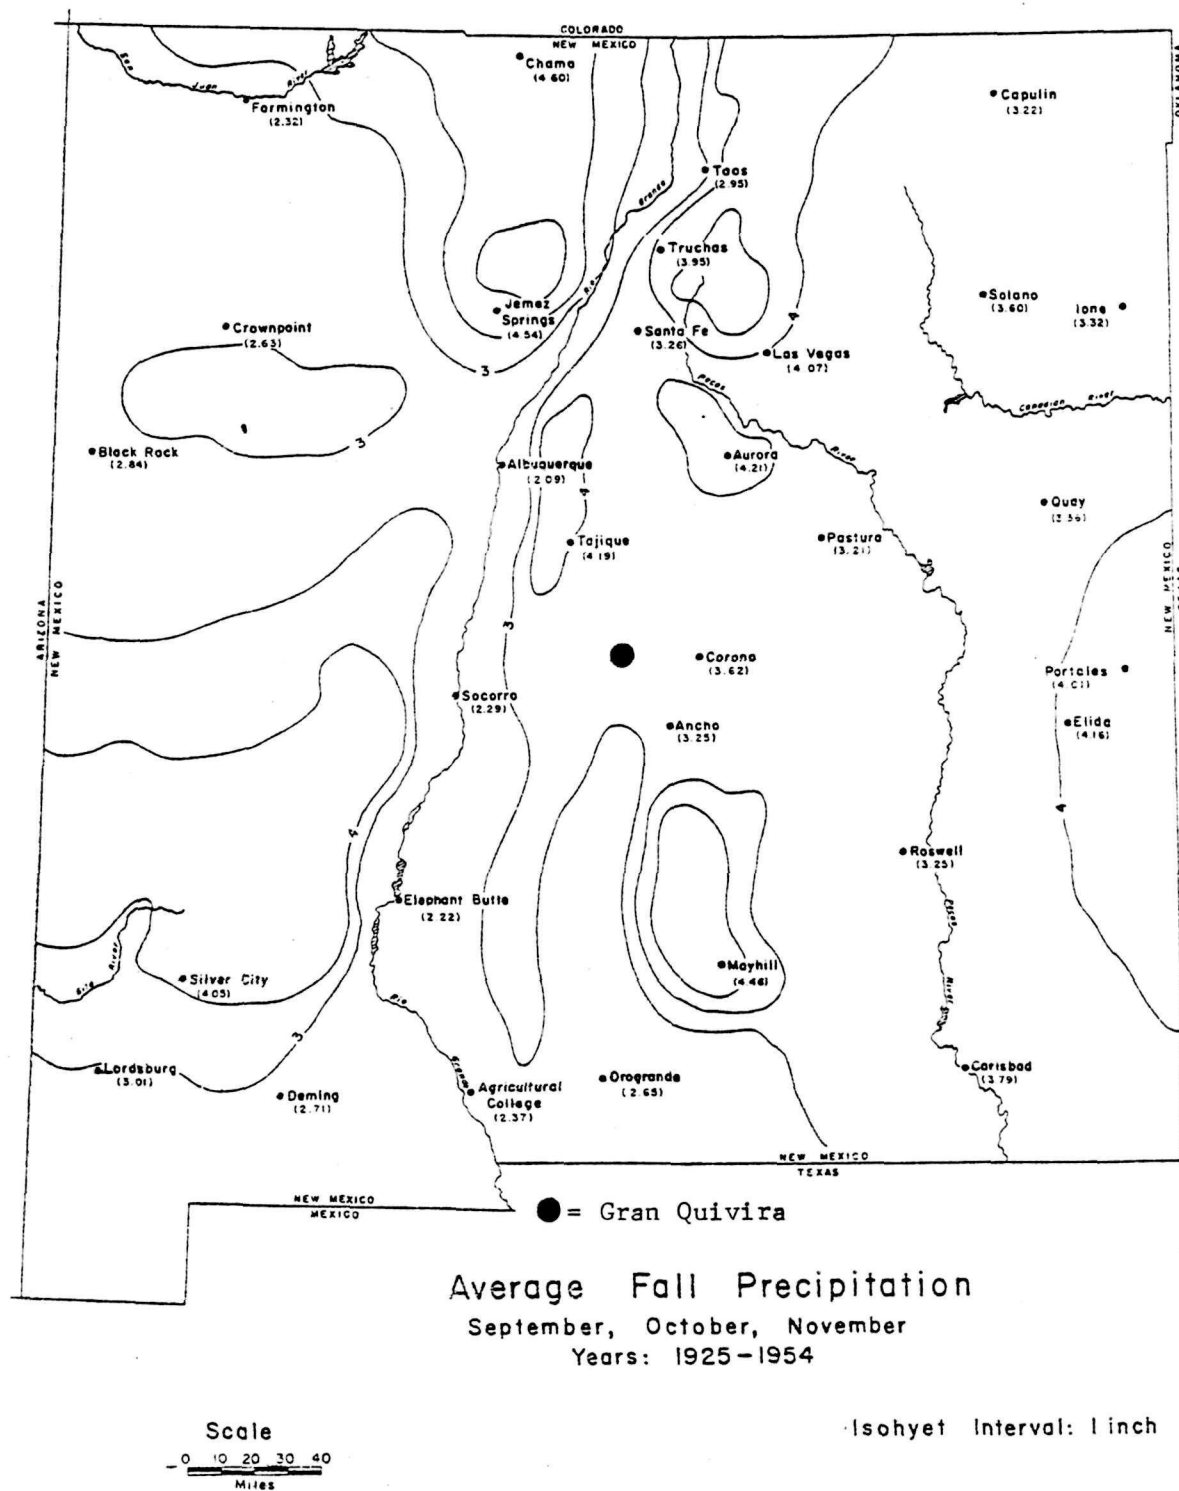 COLORADO
NEW MEXICO
OKLAHOMA
San Juan River
Chama
(4.60)
Capulin
(3.22)
Farmington
(2.32)
Taos
(2.95)
Rio Grande
Truchas
(3.95)
Solano
(3.60)
Ione
(3.32)
Jemez
Springs
(4.54)
Santa Fe
(3.26)
4
Crownpoint
(2.63)
Las Vegas
(4.07)
3
Pecos River
Canadian River
3
Black Rock
(2.84)
Albuquerque
(2.09)
4
Aurora
(4.21)
Quay
(3.56)
Tajique
(4.19)
Pastura
(3.21)
ARIZONA
NEW MEXICO
NEW MEXICO
3
Corona
(3.62)
Portales
(4.01)
Socorro
(2.29)
Ancho
(3.25)
Elida
(4.16)
4
4
Roswell
(3.25)
Elephant Butte
(2.22)
Pecos River
Gila River
Silver City
(4.05)
Mayhill
(4.46)
Rio Grande
3
Lordsburg
(3.01)
Deming
(2.71)
Agricultural
College
(2.37)
Orogrande
(2.65)
Carlsbad
(3.79)
NEW MEXICO
TEXAS
NEW MEXICO
MEXICO
= Gran Quivira
Average Fall Precipitation
September, October, November
Years: 1925-1954
Scale
0 10 20 30 40
Miles
Isohyet Interval: 1 inch